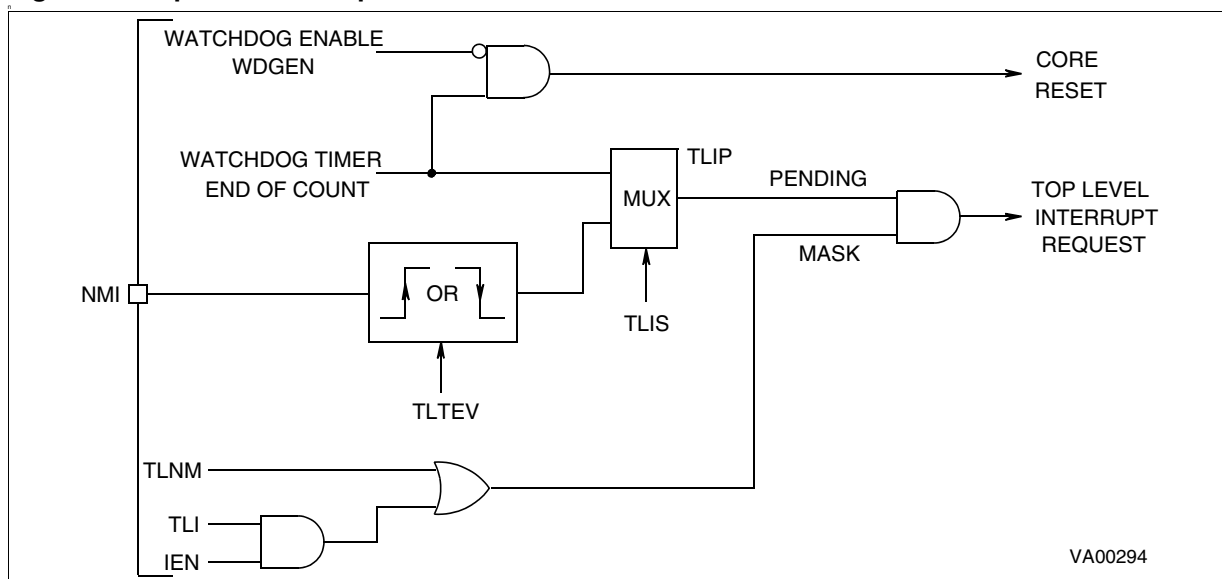 n
WATCHDOG ENABLE
WDGEN
CORE
RESET
WATCHDOG TIMER
END OF COUNT
TLIP
MUX
PENDING
TOP LEVEL
INTERRUPT
REQUEST
MASK
NMI
OR
TLIS
TLTEV
TLNM
TLI
IEN
VA00294